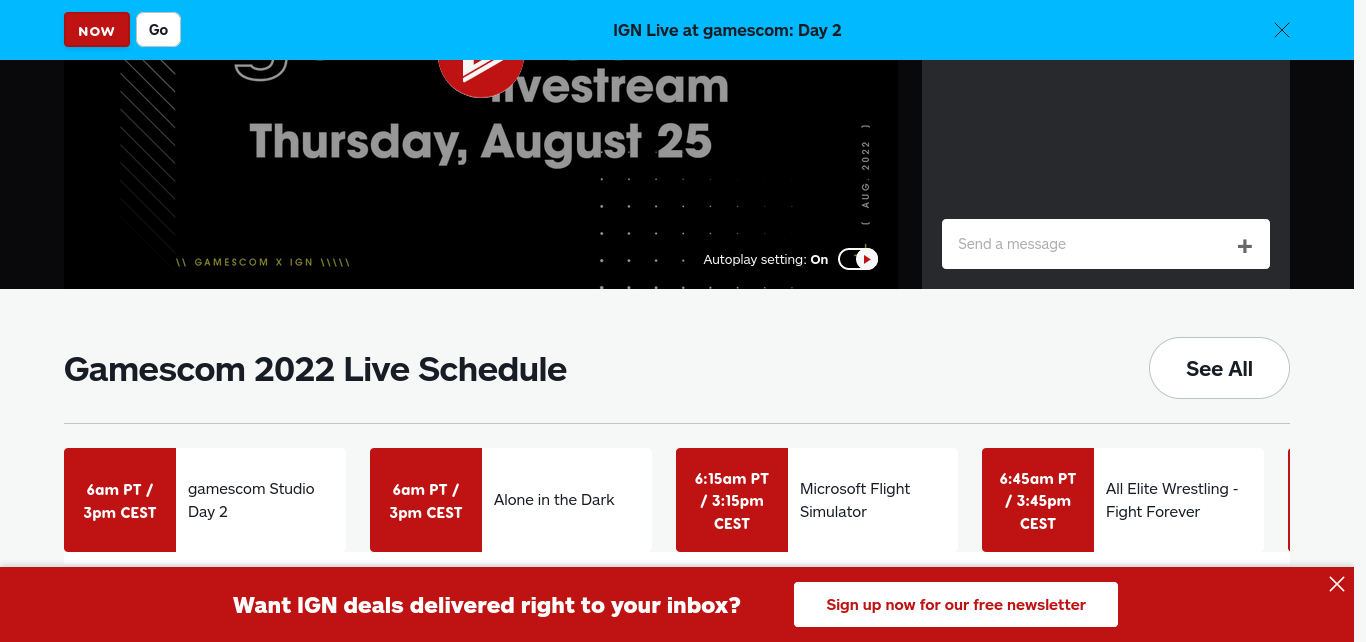 NOW
Go
IGN Live at gamescom: Day 2
livestream
Thursday, August 25
( AUG. 2022 )
\\ GAMESCOM X IGN \\\\\
Autoplay setting: On
Send a message
Gamescom 2022 Live Schedule
See All
6am PT /
3pm CEST
gamescom Studio
Day 2
6am PT /
3pm CEST
Alone in the Dark
6:15am PT
/ 3:15pm
CEST
Microsoft Flight
Simulator
6:45am PT
/ 3:45pm
CEST
All Elite Wrestling -
Fight Forever
Want IGN deals delivered right to your inbox?
Sign up now for our free newsletter